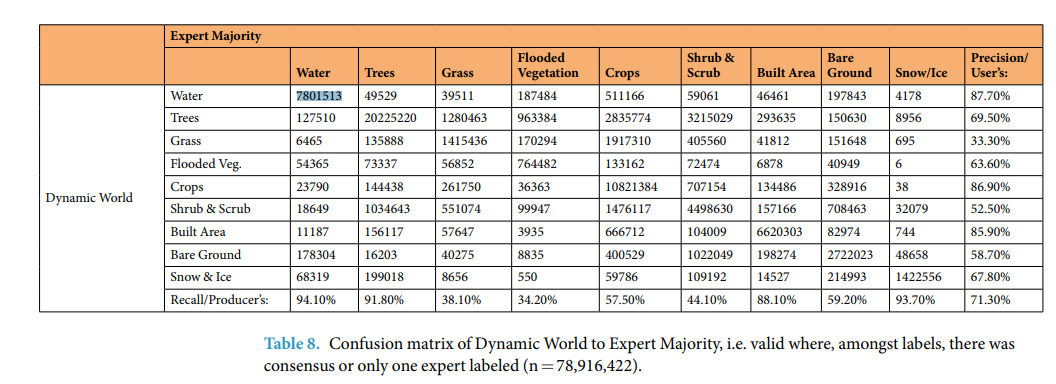 Expert Majority
Water Trees Grass Flooded Vegetation Crops Shrub & Scrub Built Area Bare Ground Snow/Ice Precision/ User's:
Dynamic World
Water 7801513 49529 39511 187484 511166 59061 46461 197843 4178 87.70%
Trees 127510 20225220 1280463 963384 2835774 3215029 293635 150630 8956 69.50%
Grass 6465 135888 1415436 170294 1917310 405560 41812 151648 695 33.30%
Flooded Veg. 54365 73337 56852 764482 133162 72474 6878 40949 6 63.60%
Crops 23790 144438 261750 36363 10821384 707154 134486 328916 38 86.90%
Shrub & Scrub 18649 1034643 551074 99947 1476117 4498630 157166 708463 32079 52.50%
Built Area 11187 156117 57647 3935 666712 104009 6620303 82974 744 85.90%
Bare Ground 178304 16203 40275 8835 400529 1022049 198274 2722023 48658 58.70%
Snow & Ice 68319 199018 8656 550 59786 109192 14527 214993 1422556 67.80%
Recall/Producer's: 94.10% 91.80% 38.10% 34.20% 57.50% 44.10% 88.10% 59.20% 93.70% 71.30%
Table 8. Confusion matrix of Dynamic World to Expert Majority, i.e. valid where, amongst labels, there was
consensus or only one expert labeled (n = 78,916,422).